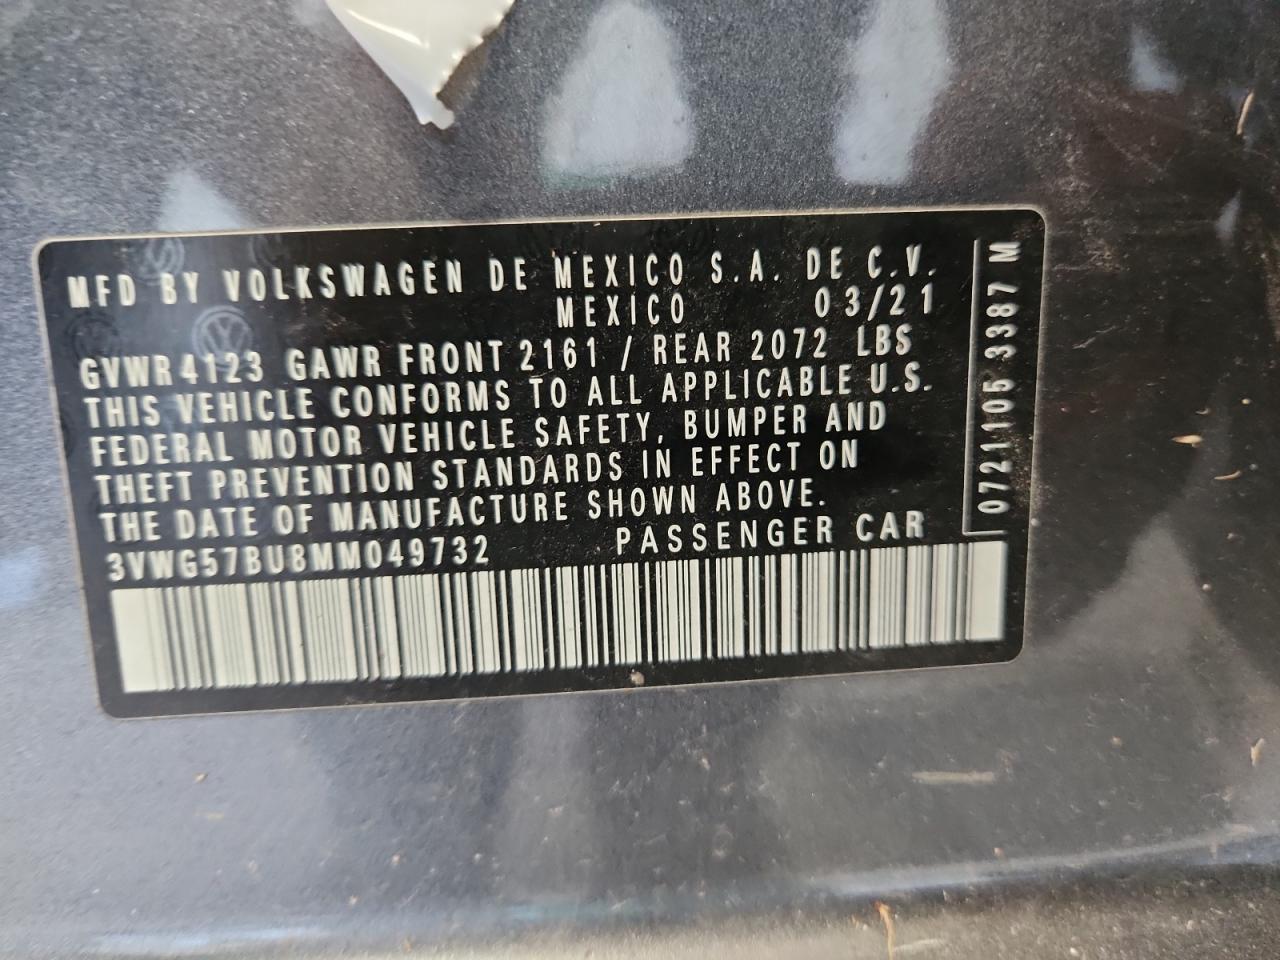 MFD BY VOLKSWAGEN DE MEXICO S.A. DE C.V.
MEXICO 03/21
GVWR 4123 GAWR FRONT 2161 / REAR 2072 LBS
THIS VEHICLE CONFORMS TO ALL APPLICABLE U.S.
FEDERAL MOTOR VEHICLE SAFETY, BUMPER AND
THEFT PREVENTION STANDARDS IN EFFECT ON
THE DATE OF MANUFACTURE SHOWN ABOVE.
3VWG57BU8MM049732 PASSENGER CAR
07211105 3387 M